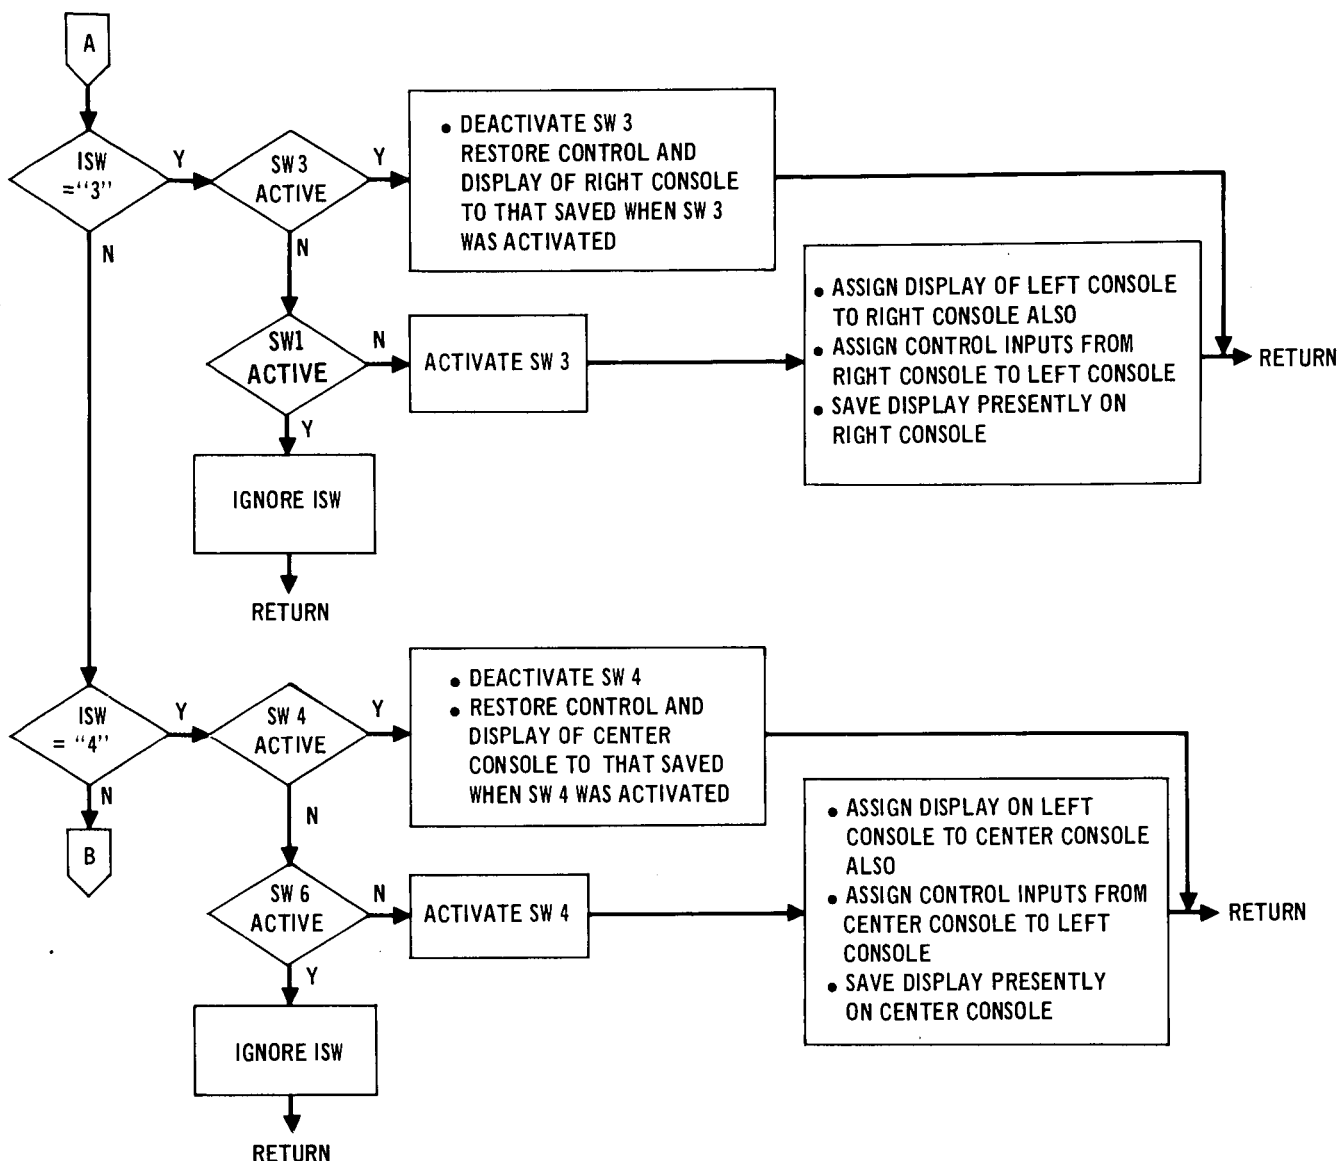 A
ISW
="3"
Y
N
SW3
ACTIVE
Y
N
• DEACTIVATE SW 3
RESTORE CONTROL AND
DISPLAY OF RIGHT CONSOLE
TO THAT SAVED WHEN SW 3
WAS ACTIVATED
SW1
ACTIVE
N
Y
ACTIVATE SW 3
• ASSIGN DISPLAY OF LEFT CONSOLE
TO RIGHT CONSOLE ALSO
• ASSIGN CONTROL INPUTS FROM
RIGHT CONSOLE TO LEFT CONSOLE
• SAVE DISPLAY PRESENTLY ON
RIGHT CONSOLE
RETURN
IGNORE ISW
RETURN
ISW
= "4"
Y
N
B
SW 4
ACTIVE
Y
N
• DEACTIVATE SW 4
• RESTORE CONTROL AND
DISPLAY OF CENTER
CONSOLE TO THAT SAVED
WHEN SW 4 WAS ACTIVATED
SW 6
ACTIVE
N
Y
ACTIVATE SW 4
• ASSIGN DISPLAY ON LEFT
CONSOLE TO CENTER CONSOLE
ALSO
• ASSIGN CONTROL INPUTS FROM
CENTER CONSOLE TO LEFT
CONSOLE
• SAVE DISPLAY PRESENTLY
ON CENTER CONSOLE
RETURN
IGNORE ISW
RETURN